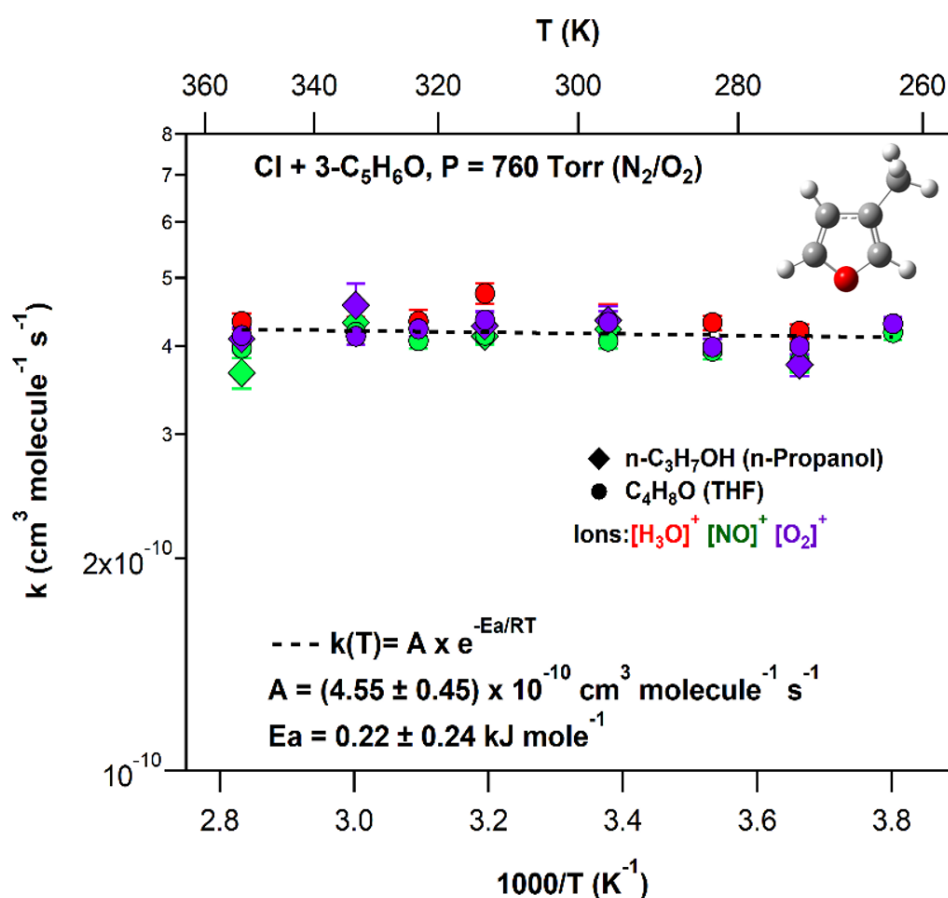 T (K)
360 340 320 300 280 260
8
7
6
5
4
3
2x10⁻¹⁰
10⁻¹⁰
k (cm³ molecule⁻¹ s⁻¹)
Cl + 3-C₅H₆O, P = 760 Torr (N₂/O₂)
n-C₃H₇OH (n-Propanol)
C₄H₈O (THF)
Ions:[H₃O]⁺ [NO]⁺ [O₂]⁺
--- k(T)= A x e⁻ᴱᵃ/ᴿᵀ
A = (4.55 ± 0.45) x 10⁻¹⁰ cm³ molecule⁻¹ s⁻¹
Ea = 0.22 ± 0.24 kJ mole⁻¹
2.8 3.0 3.2 3.4 3.6 3.8
1000/T (K⁻¹)